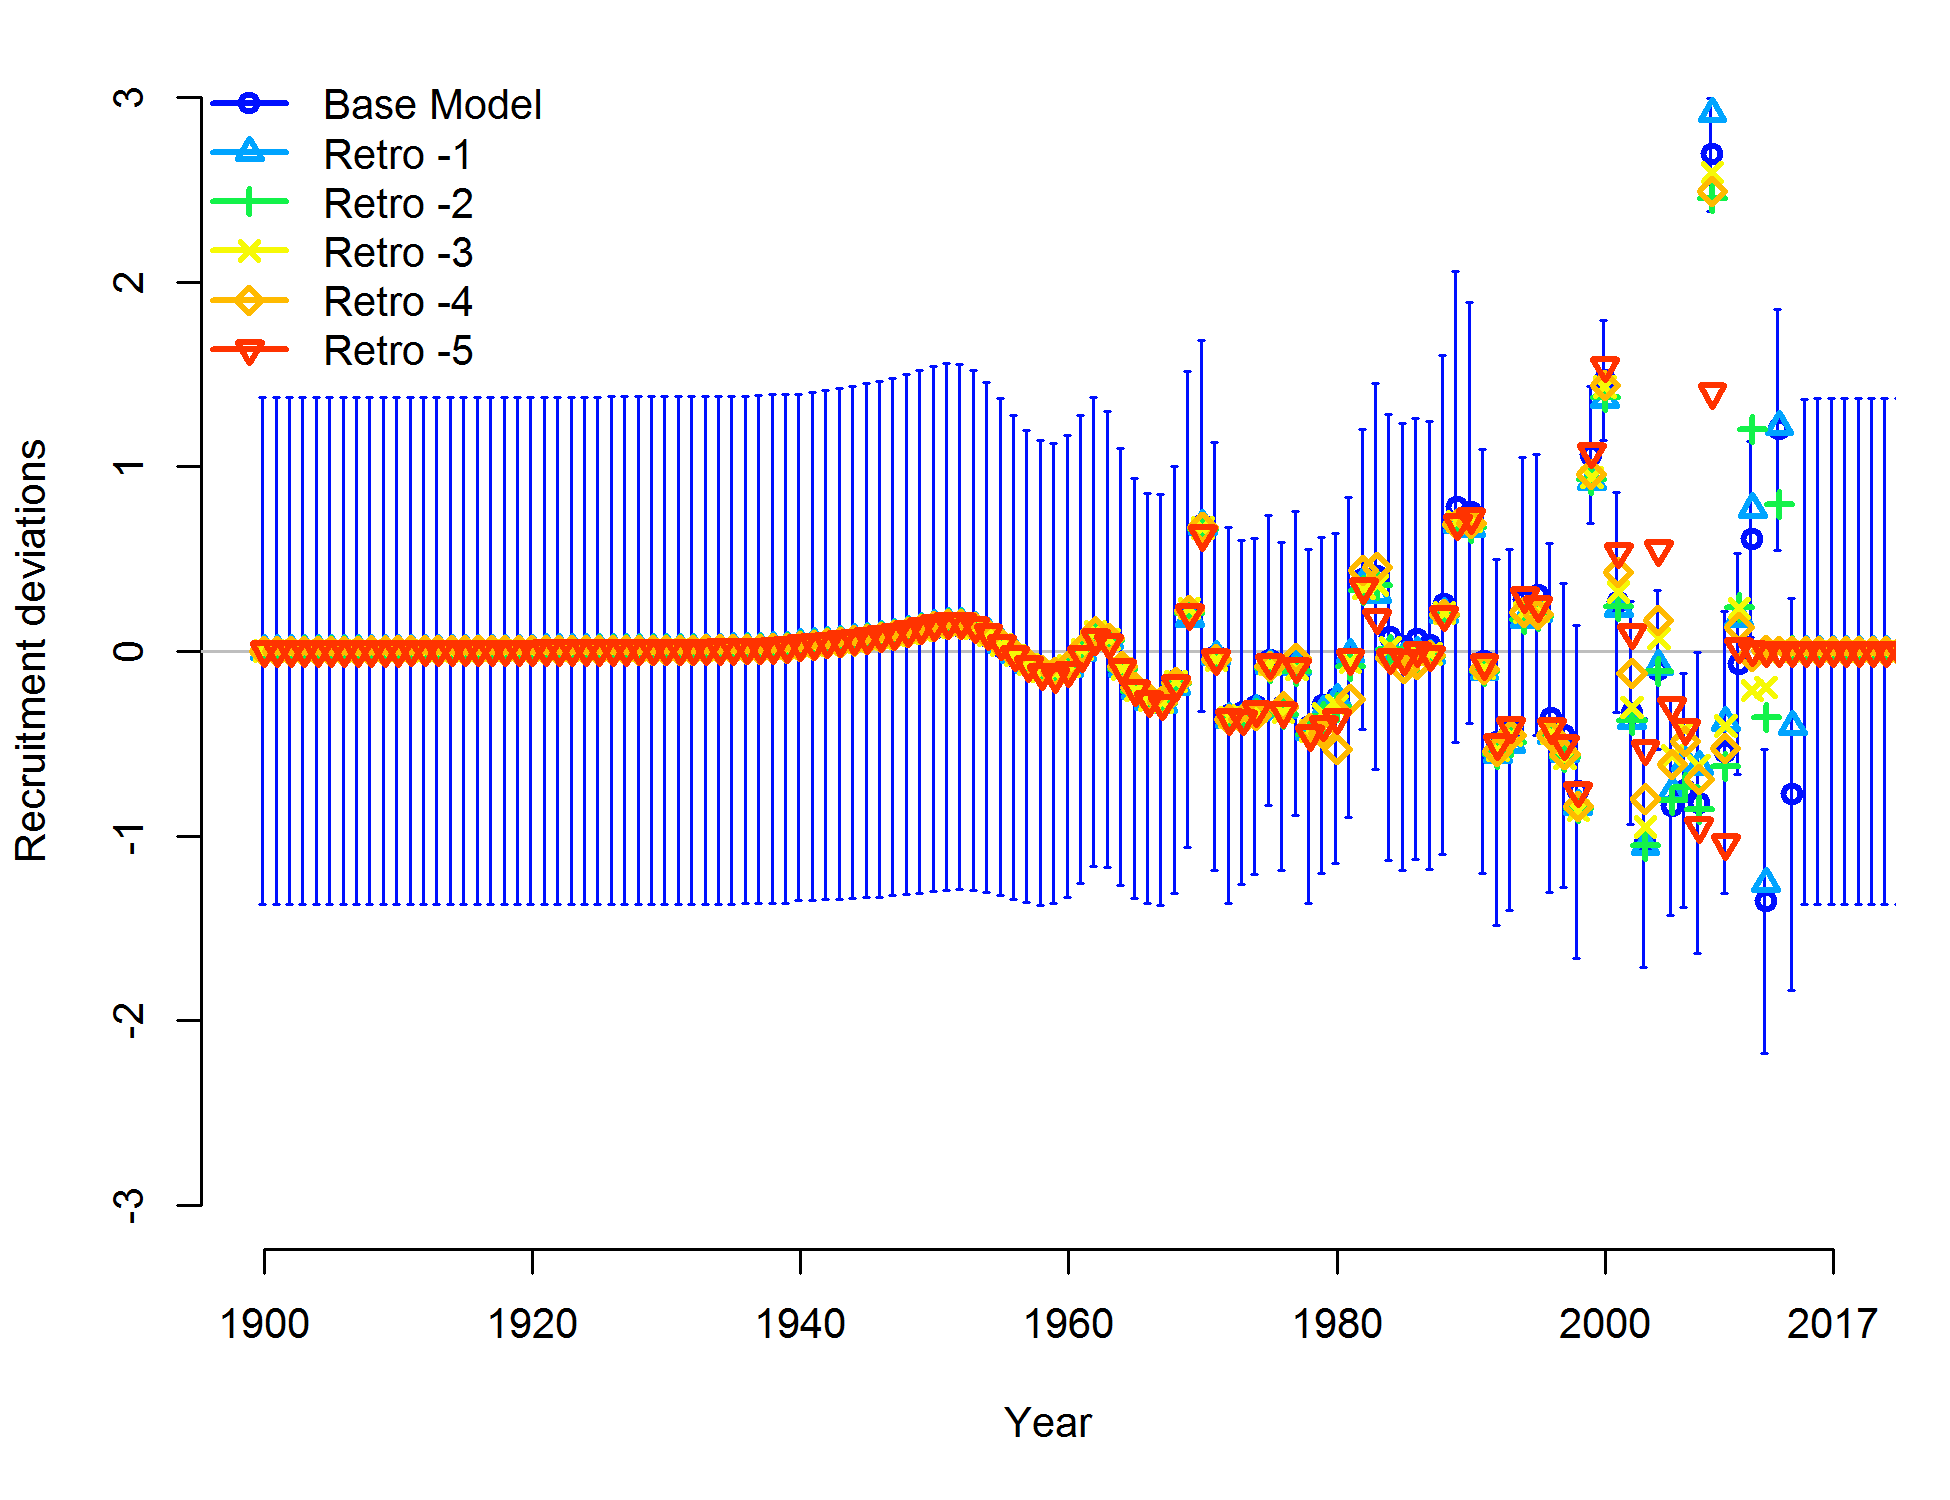 Base Model
Retro -1
Retro -2
Retro -3
Retro -4
Retro -5
3
2
1
0
-1
-2
-3
Recruitment deviations
1900 1920 1940 1960 1980 2000 2017
Year